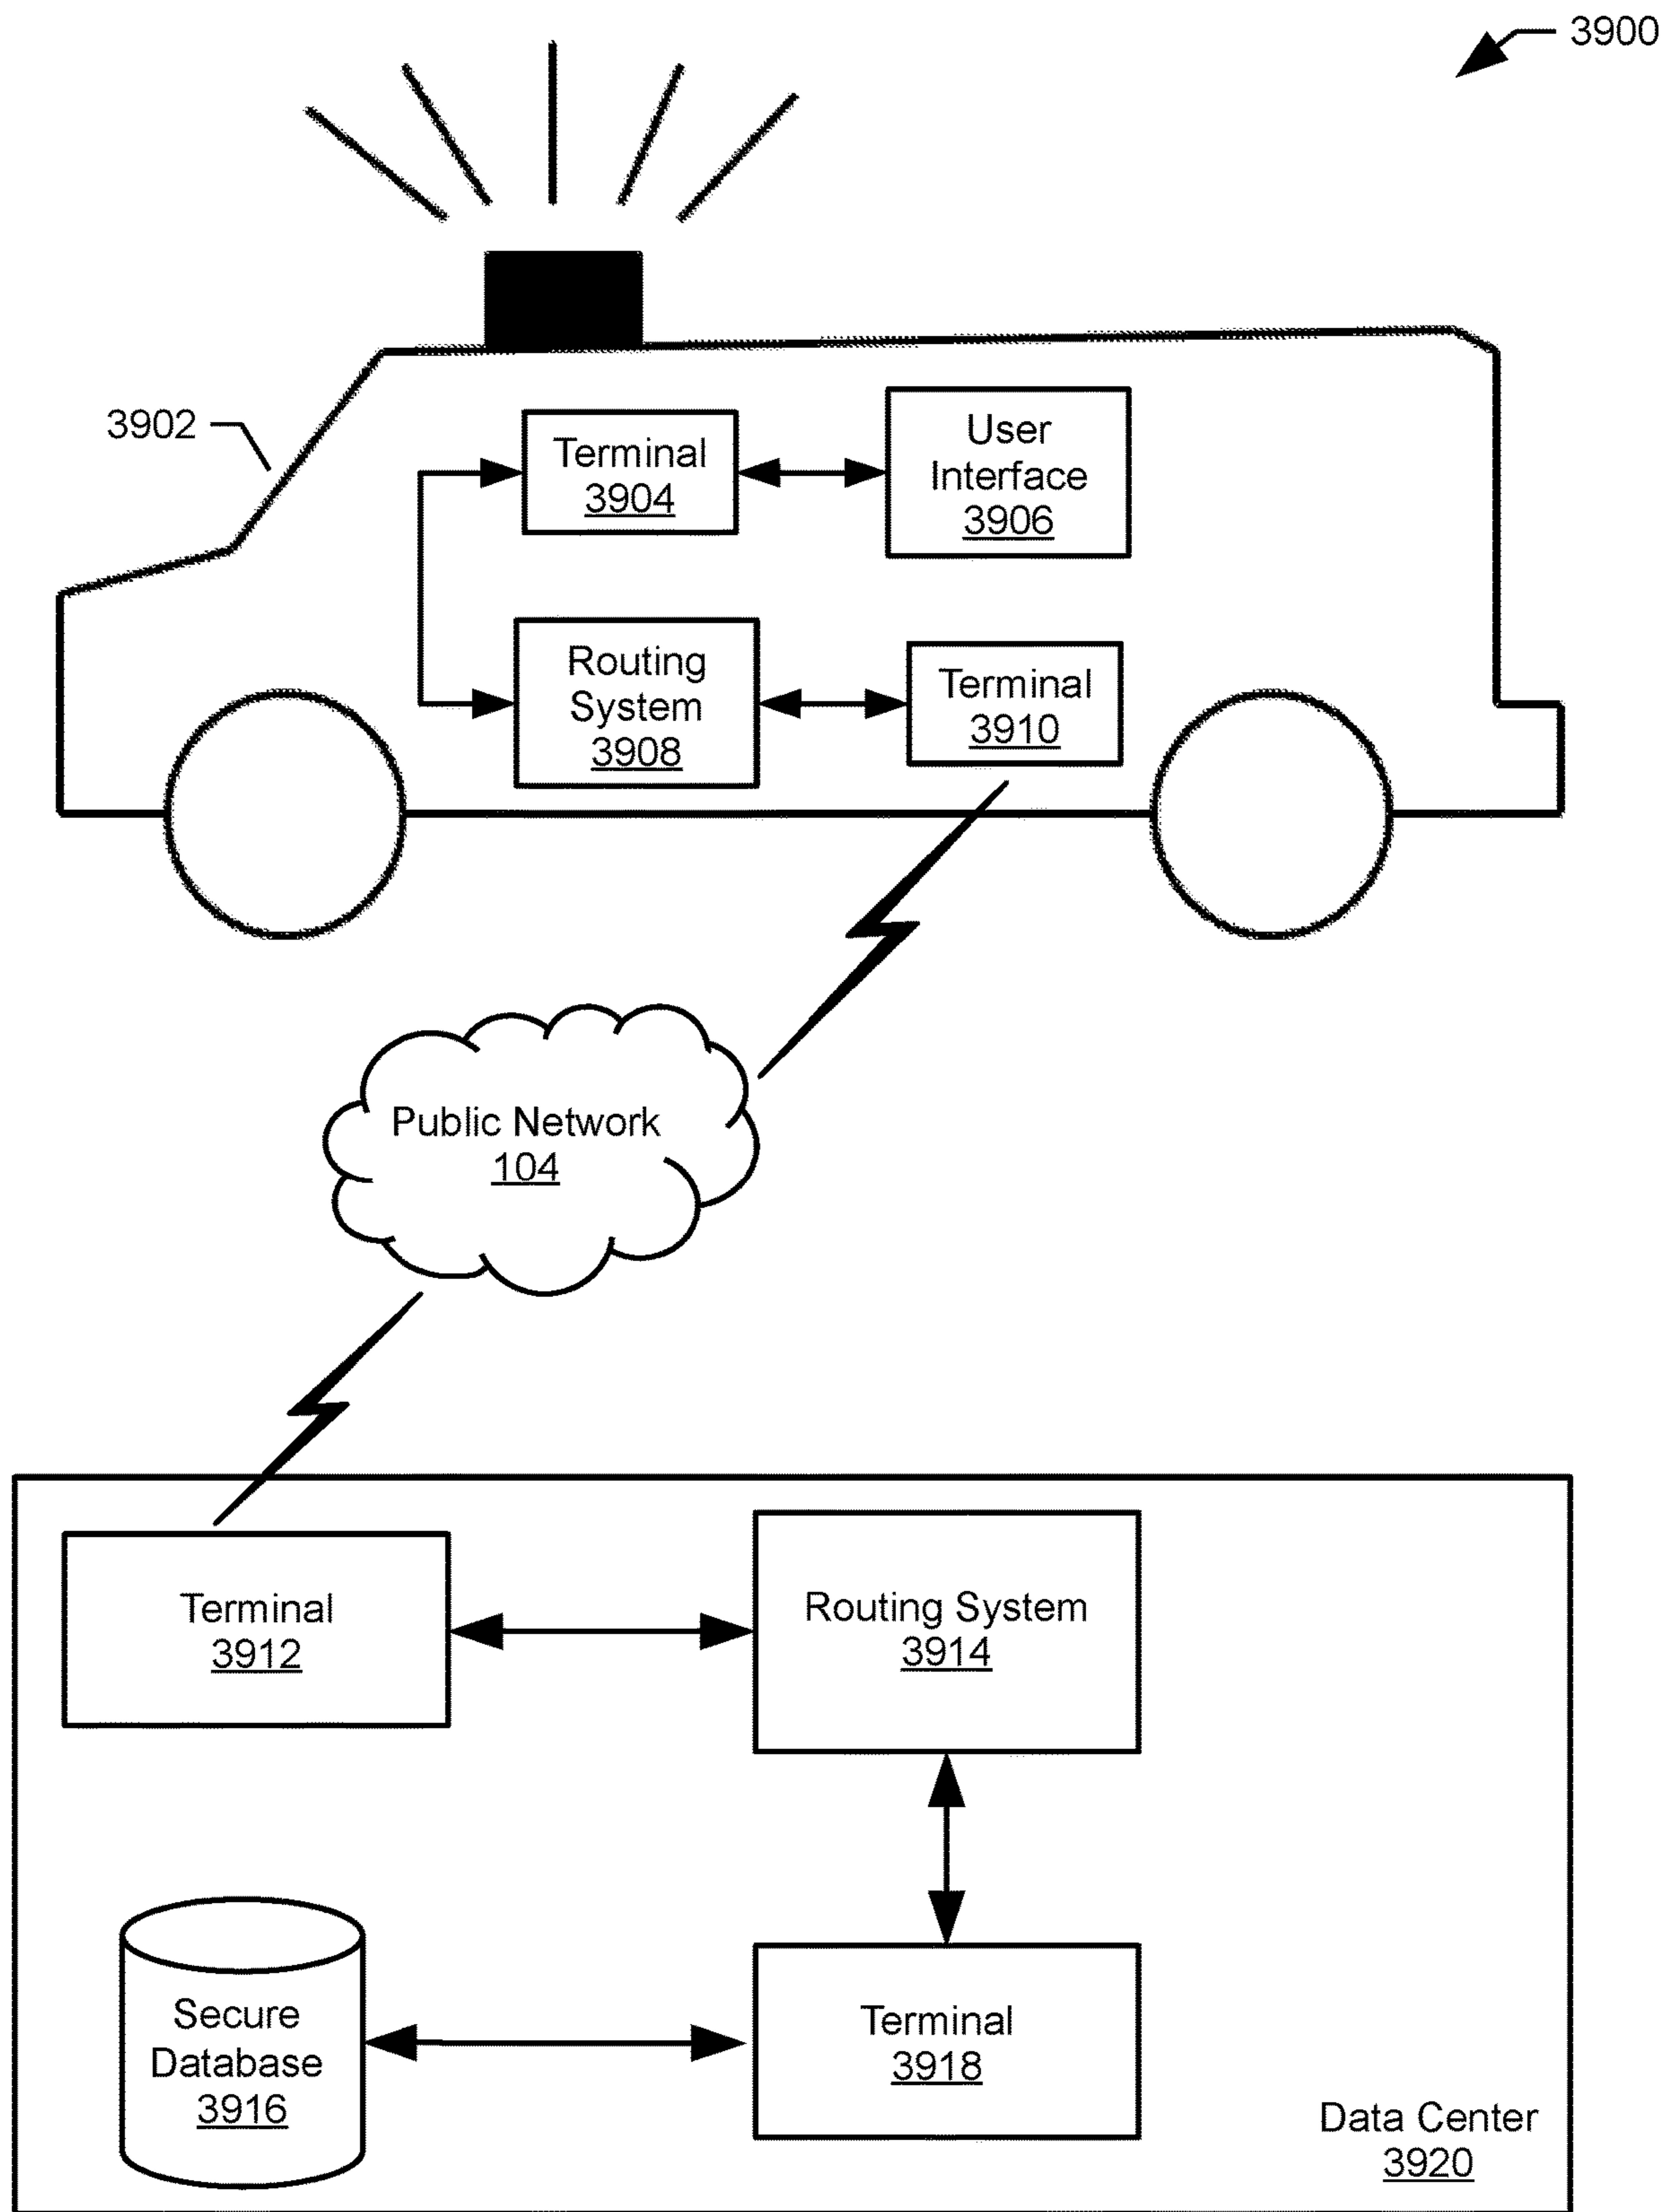 3900
3902
Terminal
3904
User
Interface
3906
Routing
System
3908
Terminal
3910
Public Network
104
Terminal
3912
Routing System
3914
Secure
Database
3916
Terminal
3918
Data Center
3920